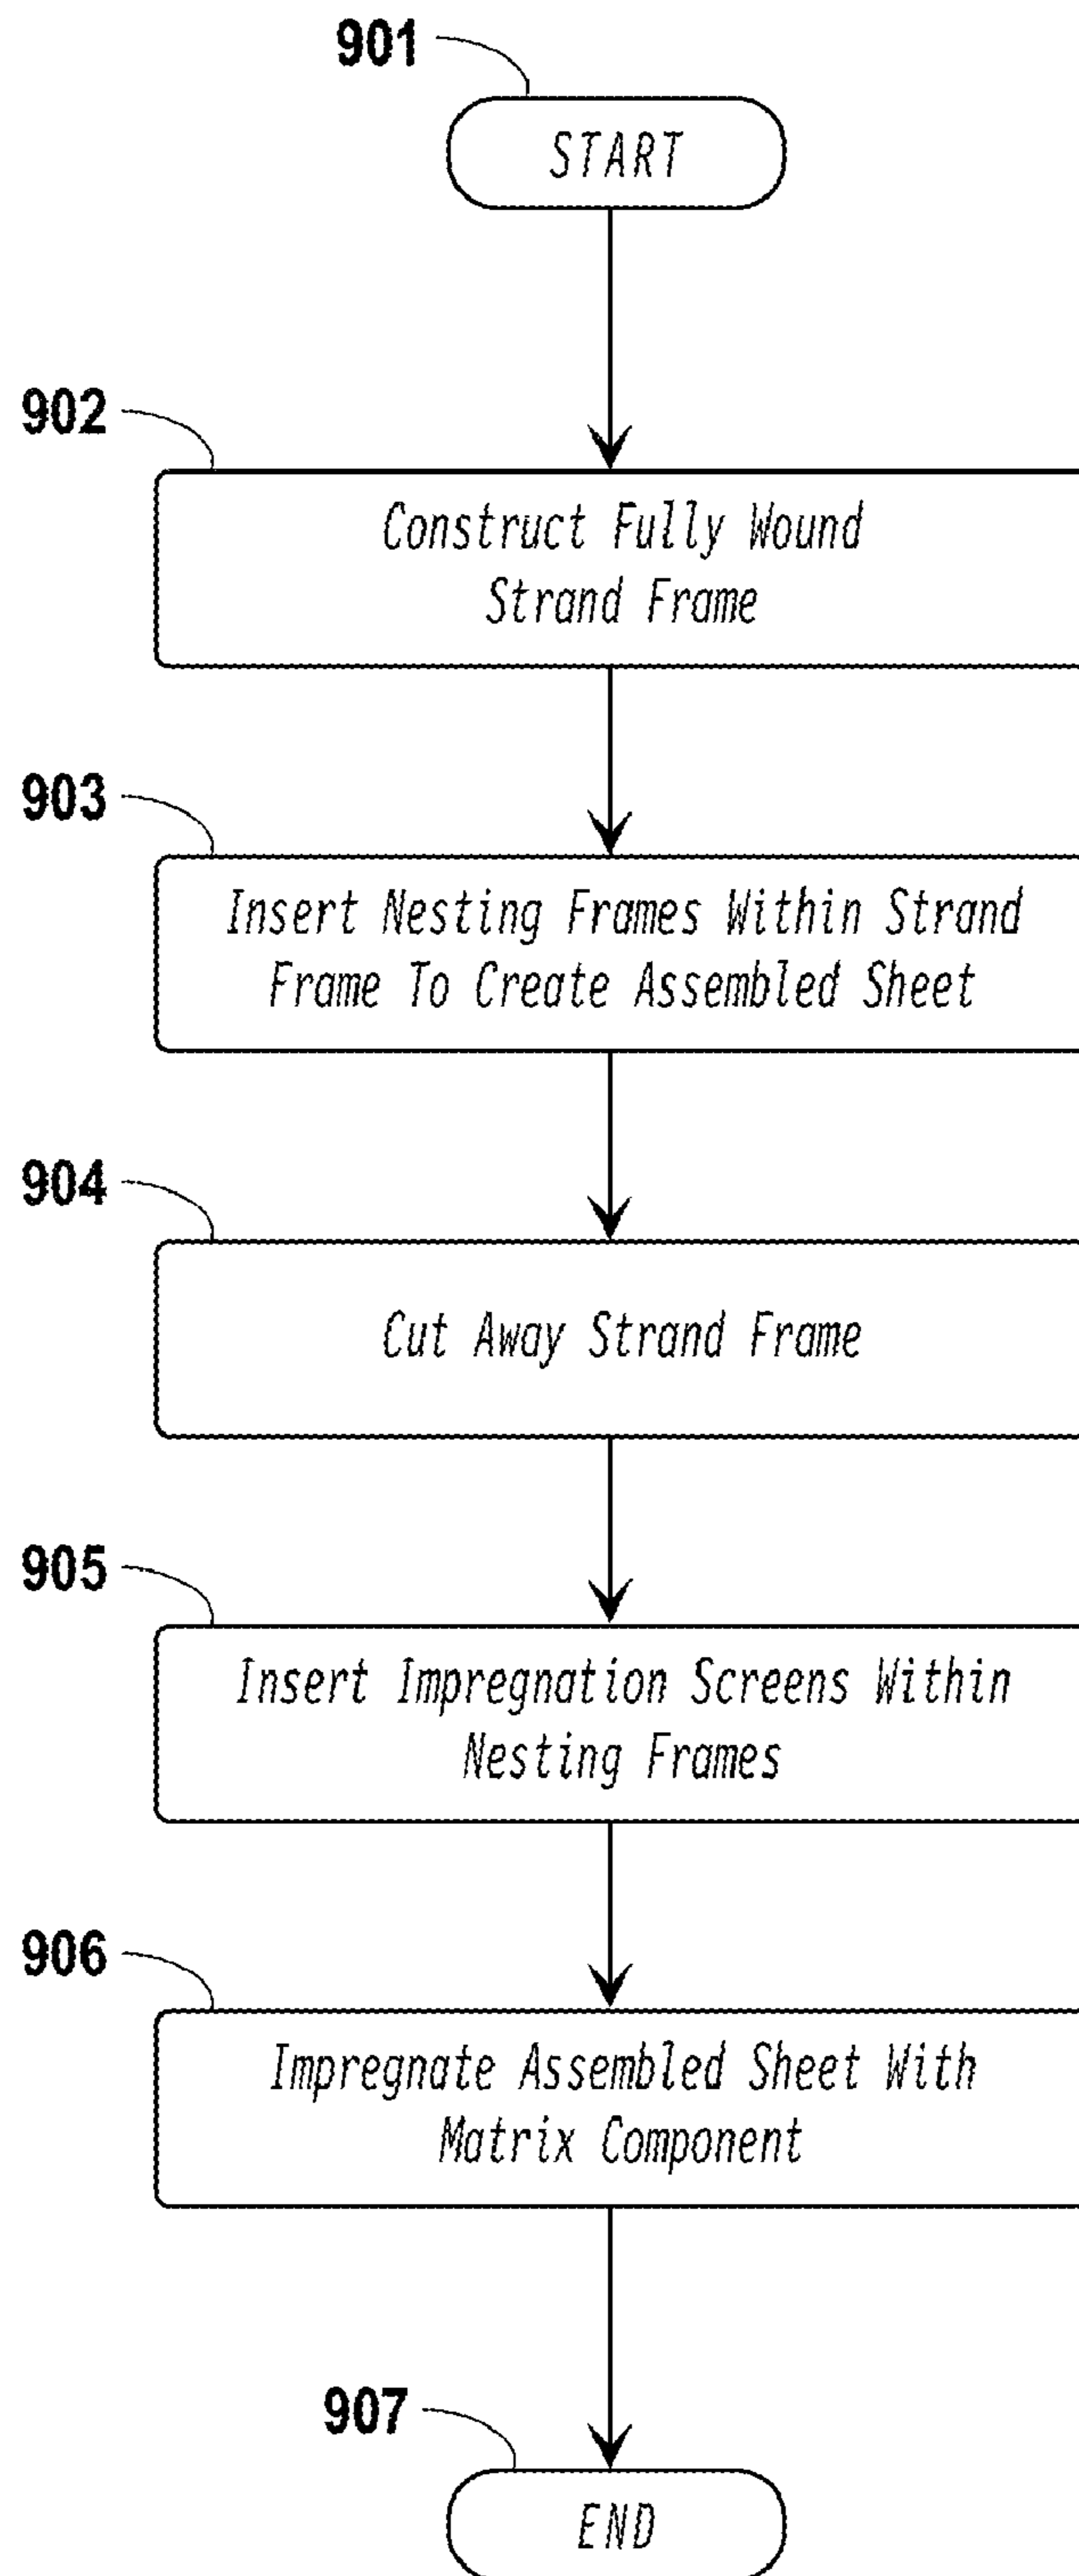 901
START
902
Construct Fully Wound
Strand Frame
903
Insert Nesting Frames Within Strand
Frame To Create Assembled Sheet
904
Cut Away Strand Frame
905
Insert Impregnation Screens Within
Nesting Frames
906
Impregnate Assembled Sheet With
Matrix Component
907
END